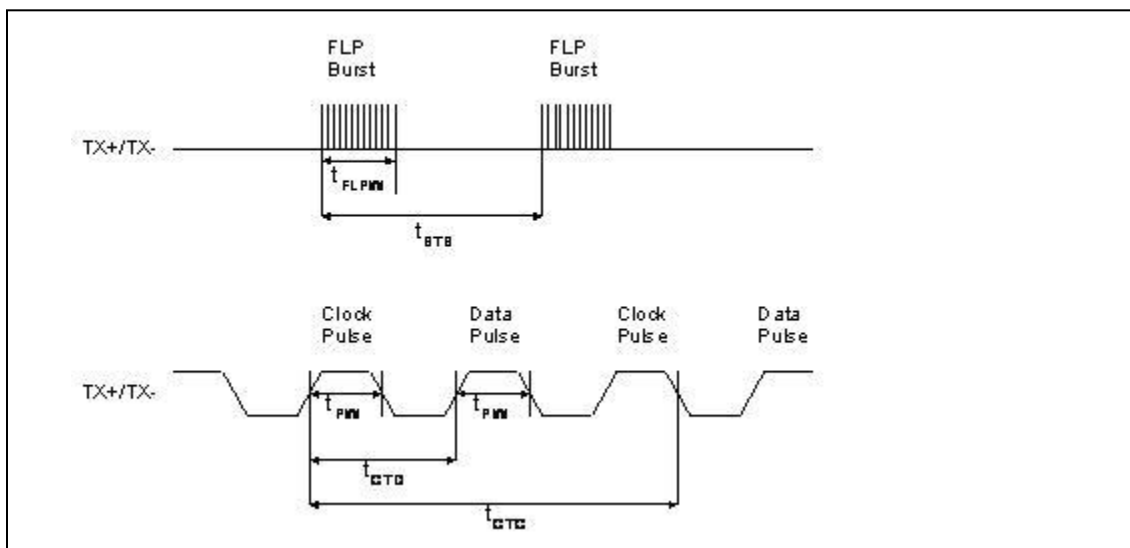 FLP
Burst
FLP
Burst
TX+/TX-
t FLPWW
t BTB
Clock
Pulse
Data
Pulse
Clock
Pulse
Data
Pulse
TX+/TX-
t PW
t PW
t CTD
t CTC